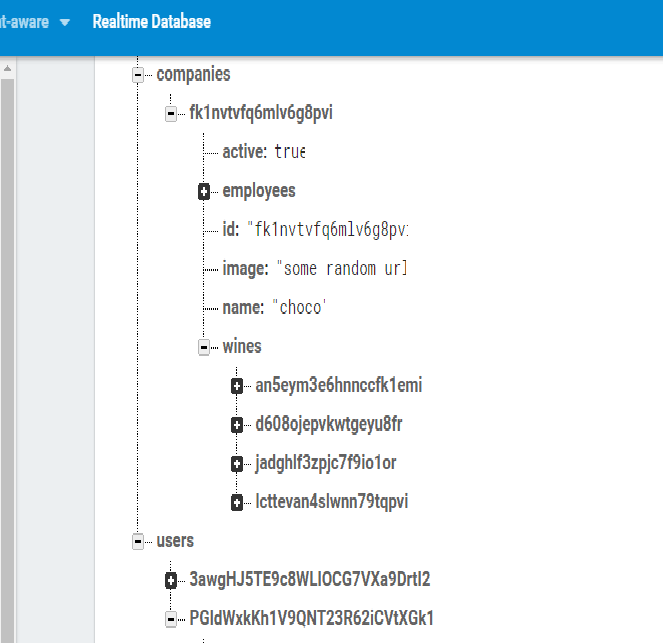 t-aware Realtime Database
companies
fk1nvtvfq6mlv6g8pvi
active: true
employees
id: "fk1nvtvfq6mlv6g8pvi
image: "some random url
name: "choco"
wines
an5eym3e6hnnccfk1emi
d608ojepvkwtgeyu8fr
jadghlf3zpjc7f9io1or
lcttevan4slwnn79tqpvi
users
3awgHJ5TE9c8WLIOCG7VXa9DrtI2
PGIdWxkKh1V9QNT23R62iCVtXGk1